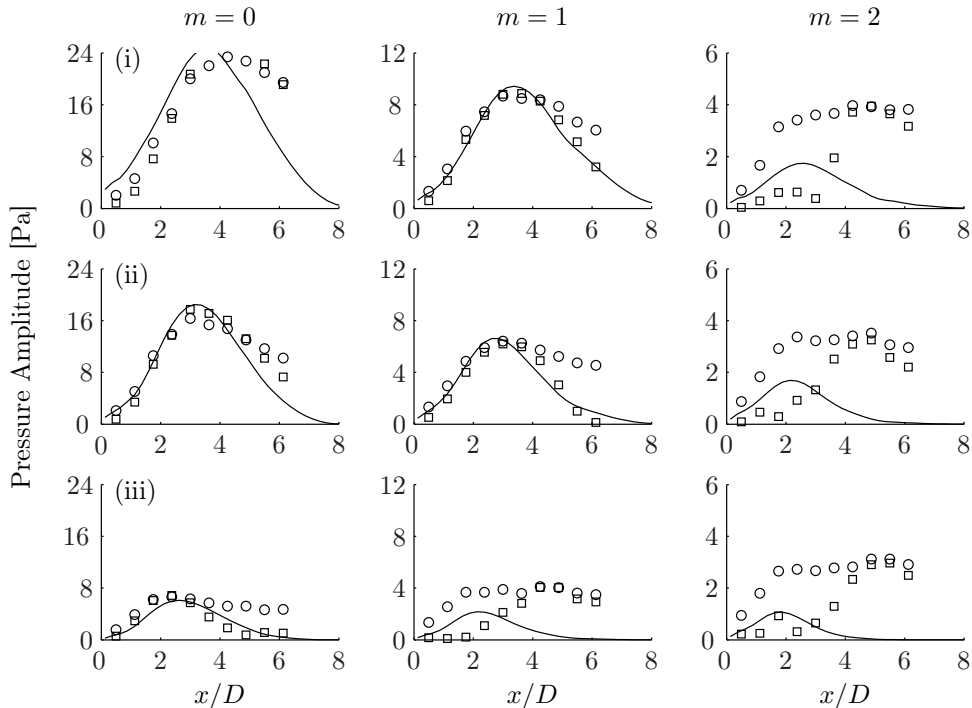 m = 0 m = 1 m = 2
Pressure Amplitude [Pa]
(i)
24 12 6
16 8 4
8 4 2
0 0 0
0 2 4 6 8 0 2 4 6 8 0 2 4 6 8
(ii)
24 12 6
16 8 4
8 4 2
0 0 0
0 2 4 6 8 0 2 4 6 8 0 2 4 6 8
(iii)
24 12 6
16 8 4
8 4 2
0 0 0
0 2 4 6 8 0 2 4 6 8 0 2 4 6 8
x/D x/D x/D